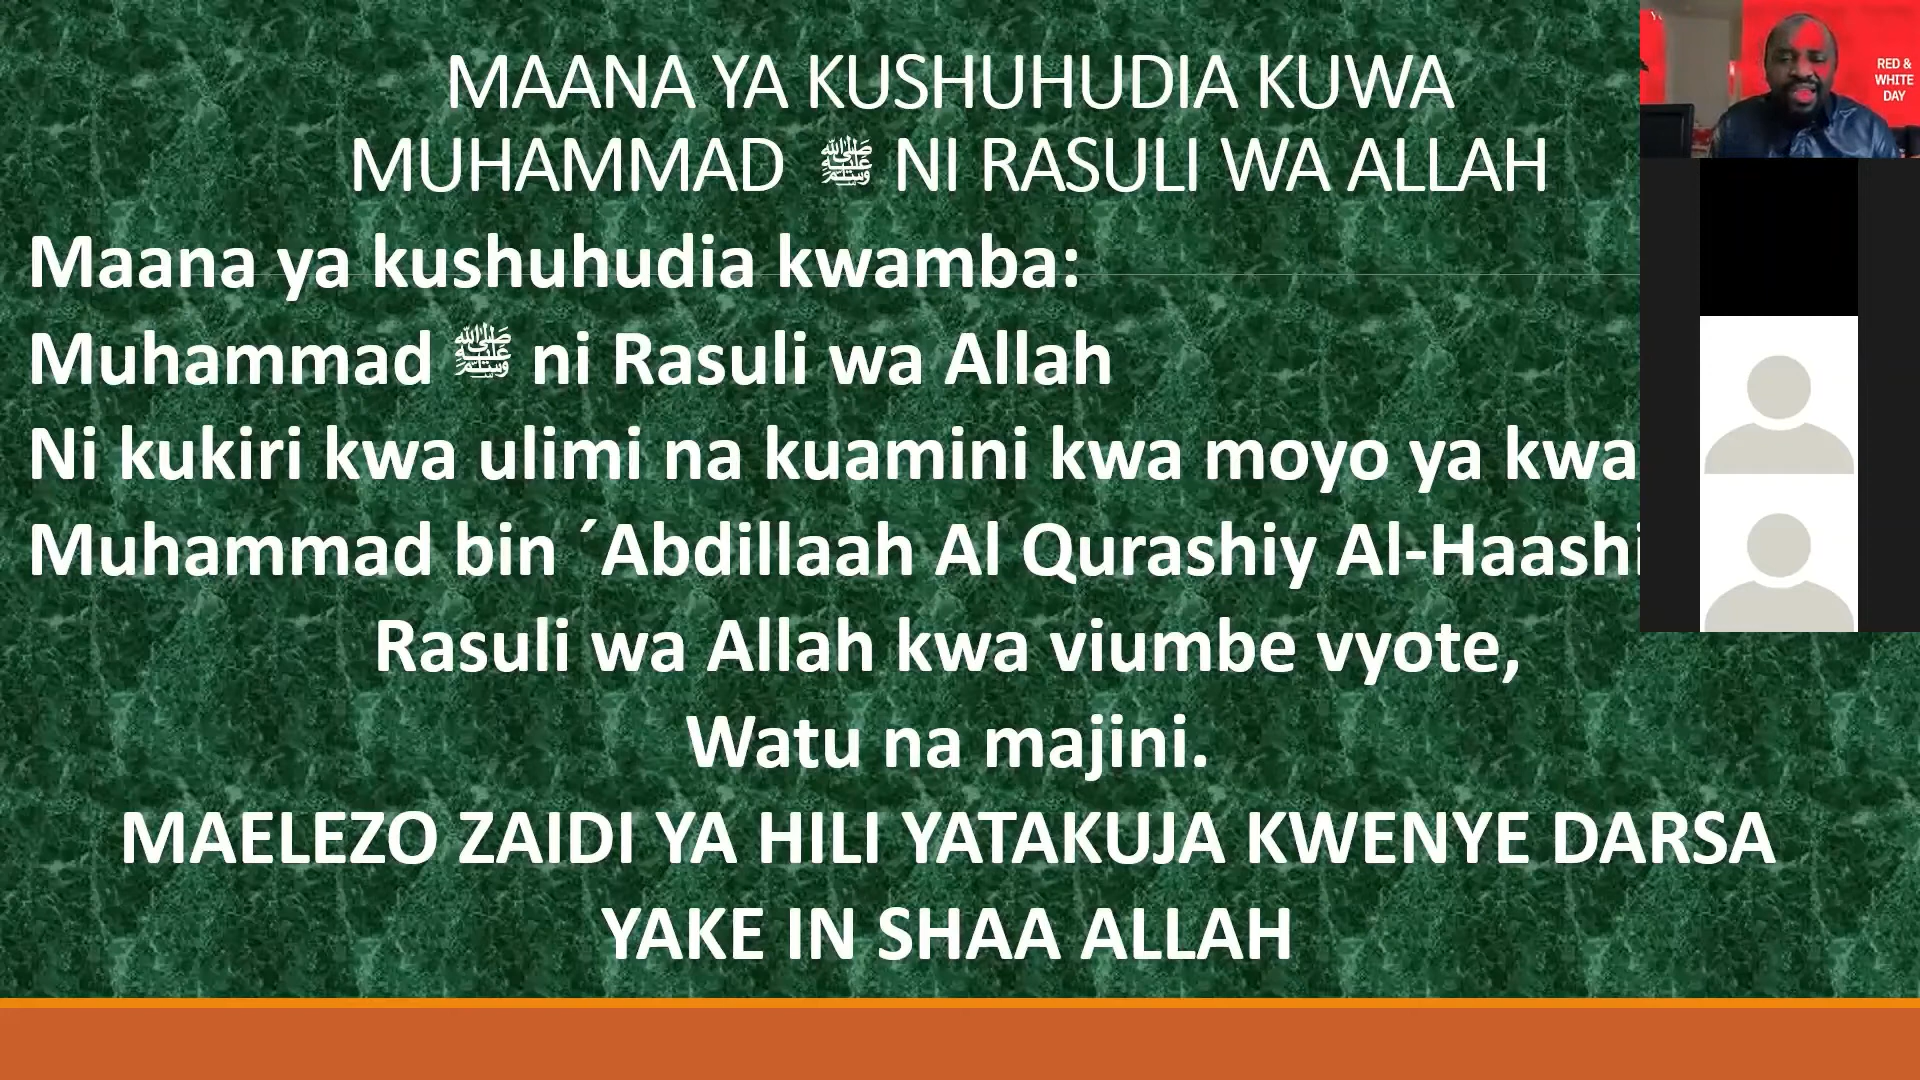 MAANA YA KUSHUHUDIA KUWA
MUHAMMAD ﷺ NI RASULI WA ALLAH
Maana ya kushuhudia kwamba:
Muhammad ﷺ ni Rasuli wa Allah
Ni kukiri kwa ulimi na kuamini kwa moyo ya kwa
Muhammad bin ´Abdillaah Al Qurashiy Al-Haashi
Rasuli wa Allah kwa viumbe vyote,
Watu na majini.
MAELEZO ZAIDI YA HILI YATAKUJA KWENYE DARSA
YAKE IN SHAA ALLAH
RED &
WHITE
DAY